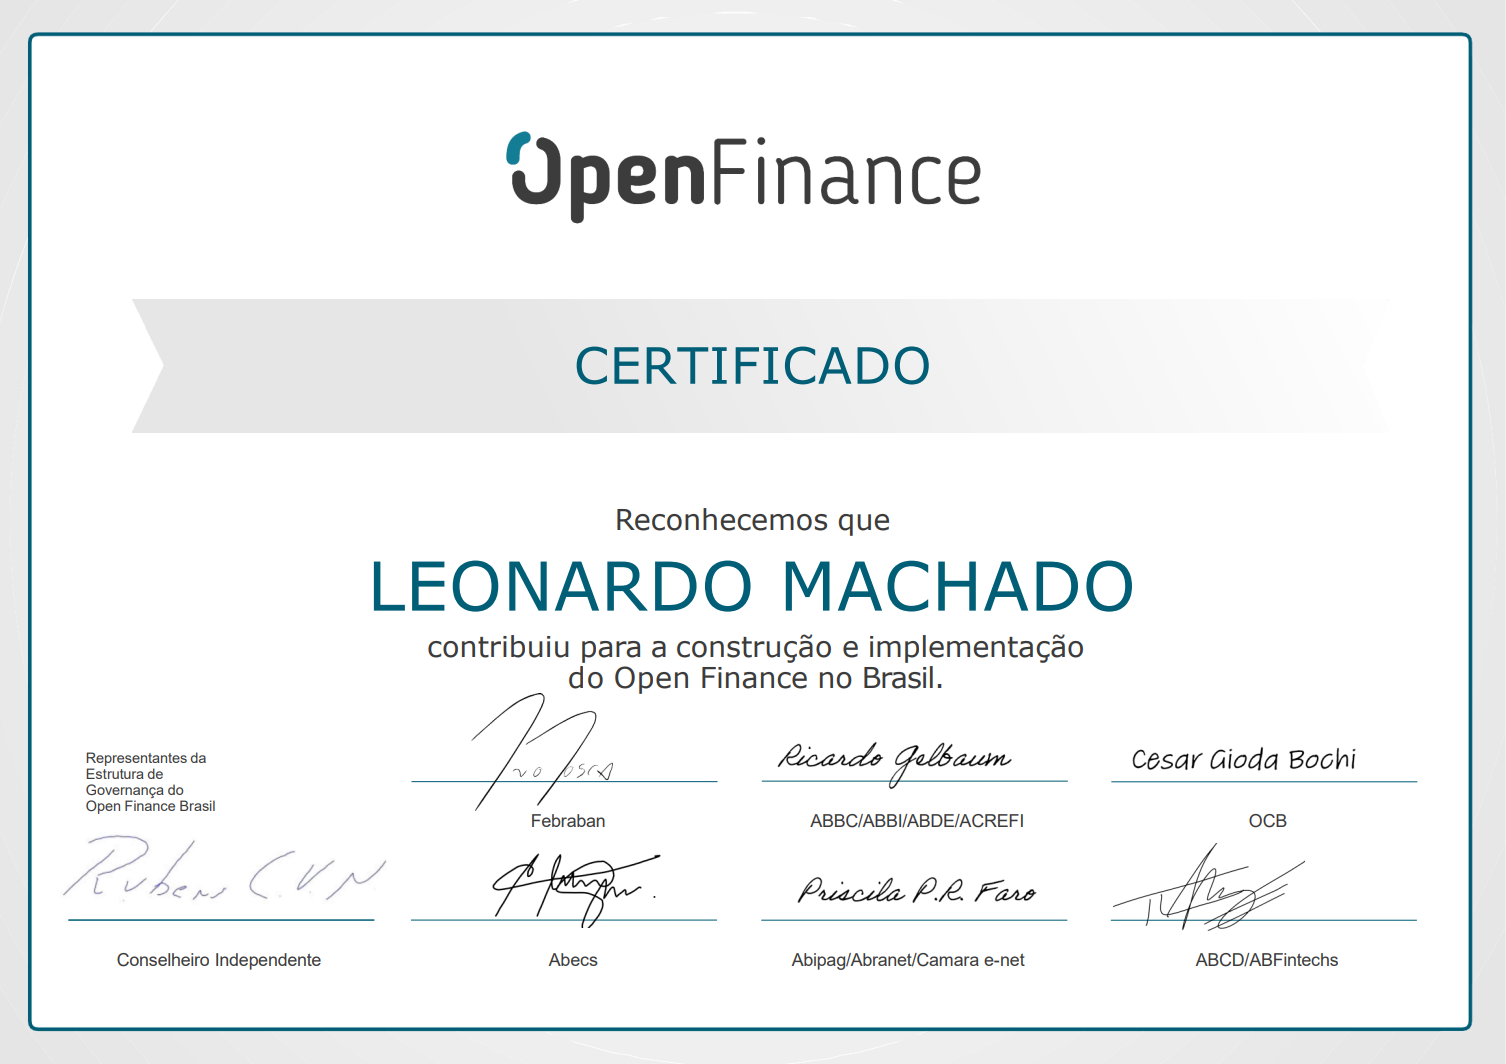 OpenFinance
CERTIFICADO
Reconhecemos que
LEONARDO MACHADO
contribuiu para a construção e implementação
do Open Finance no Brasil.
Representantes da
Estrutura de
Governança do
Open Finance Brasil
Ricardo Gelbaum
Cesar Gioda Bochi
Febraban
ABBC/ABBI/ABDE/ACREFI
OCB
Rubens C.V.N.
Priscila P.R. Faro
Conselheiro Independente
Abecs
Abipag/Abranet/Camara e-net
ABCD/ABFintechs